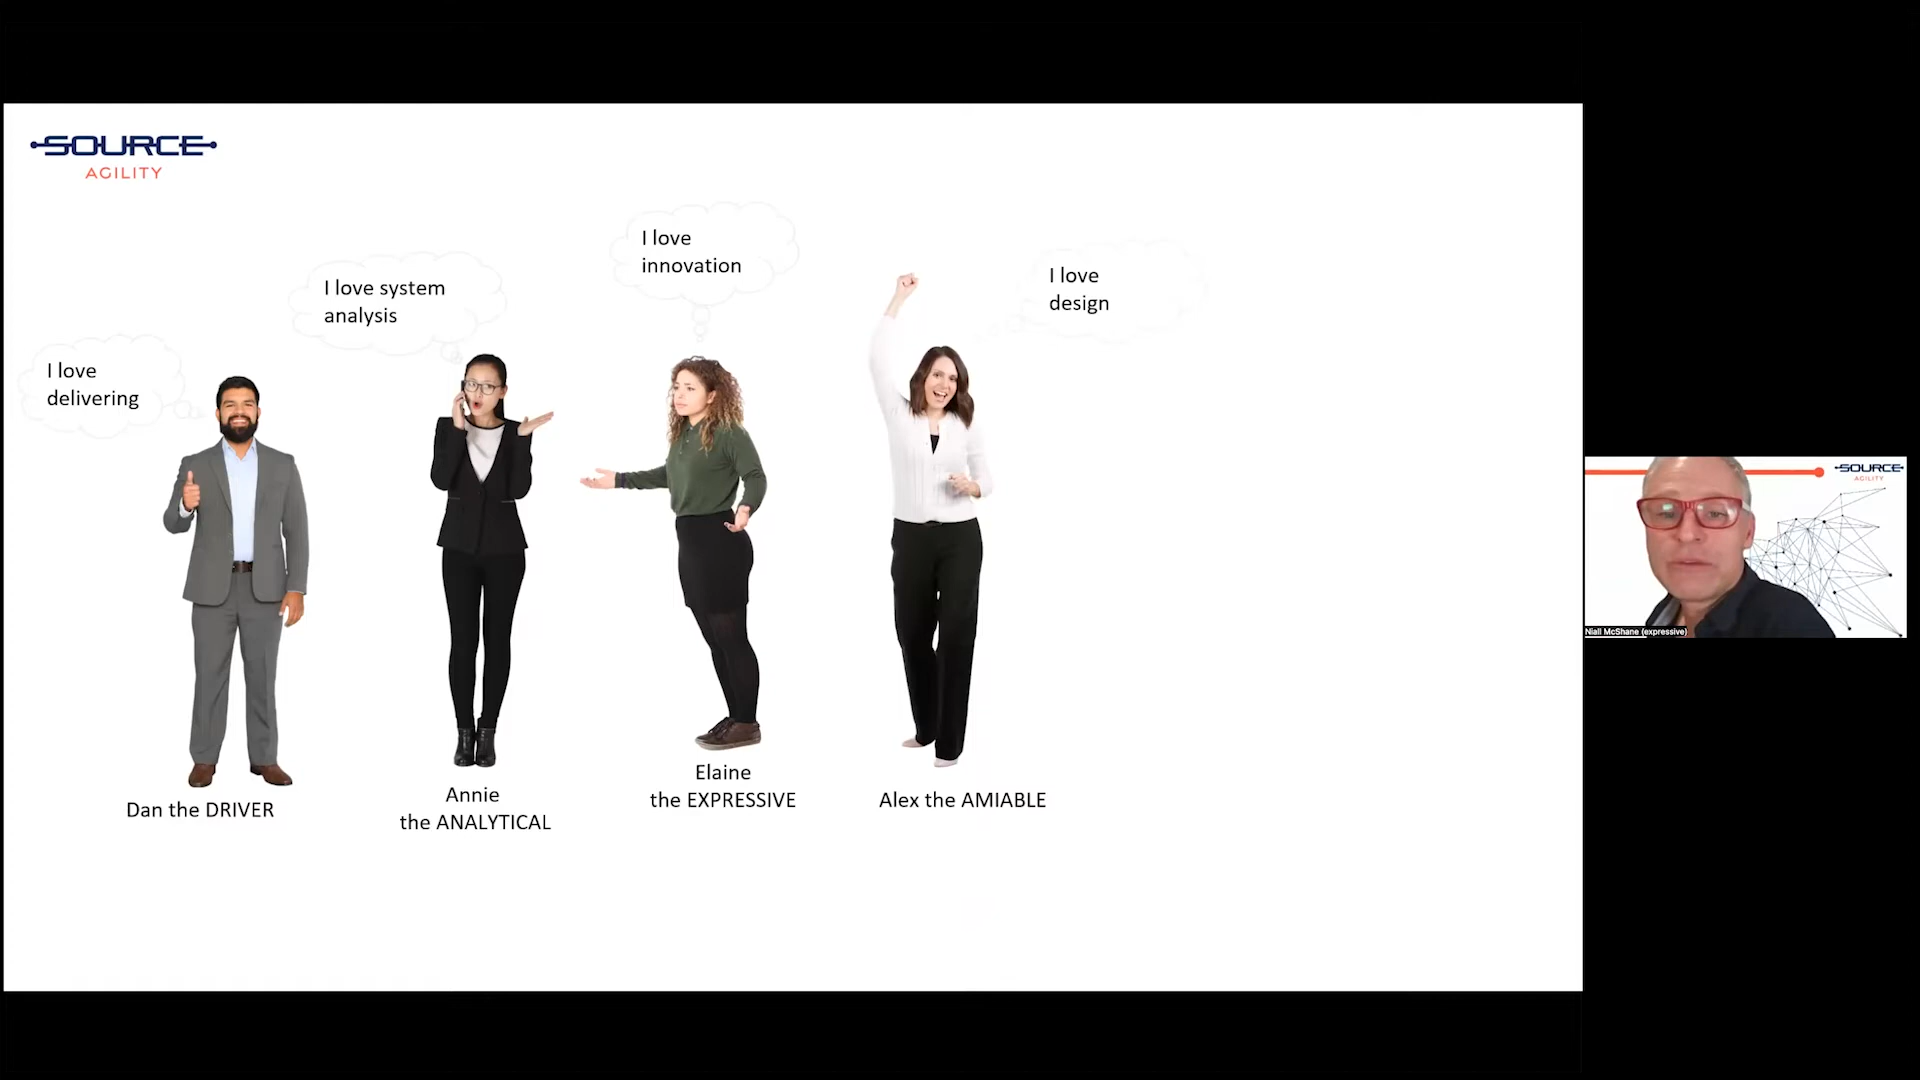 SOURCE
AGILITY
I love
innovation
I love
design
I love system
analysis
I love
delivering
Dan the DRIVER
Annie
the ANALYTICAL
Elaine
the EXPRESSIVE
Alex the AMIABLE
SOURCE
AGILITY
Niall McShane (expressive)